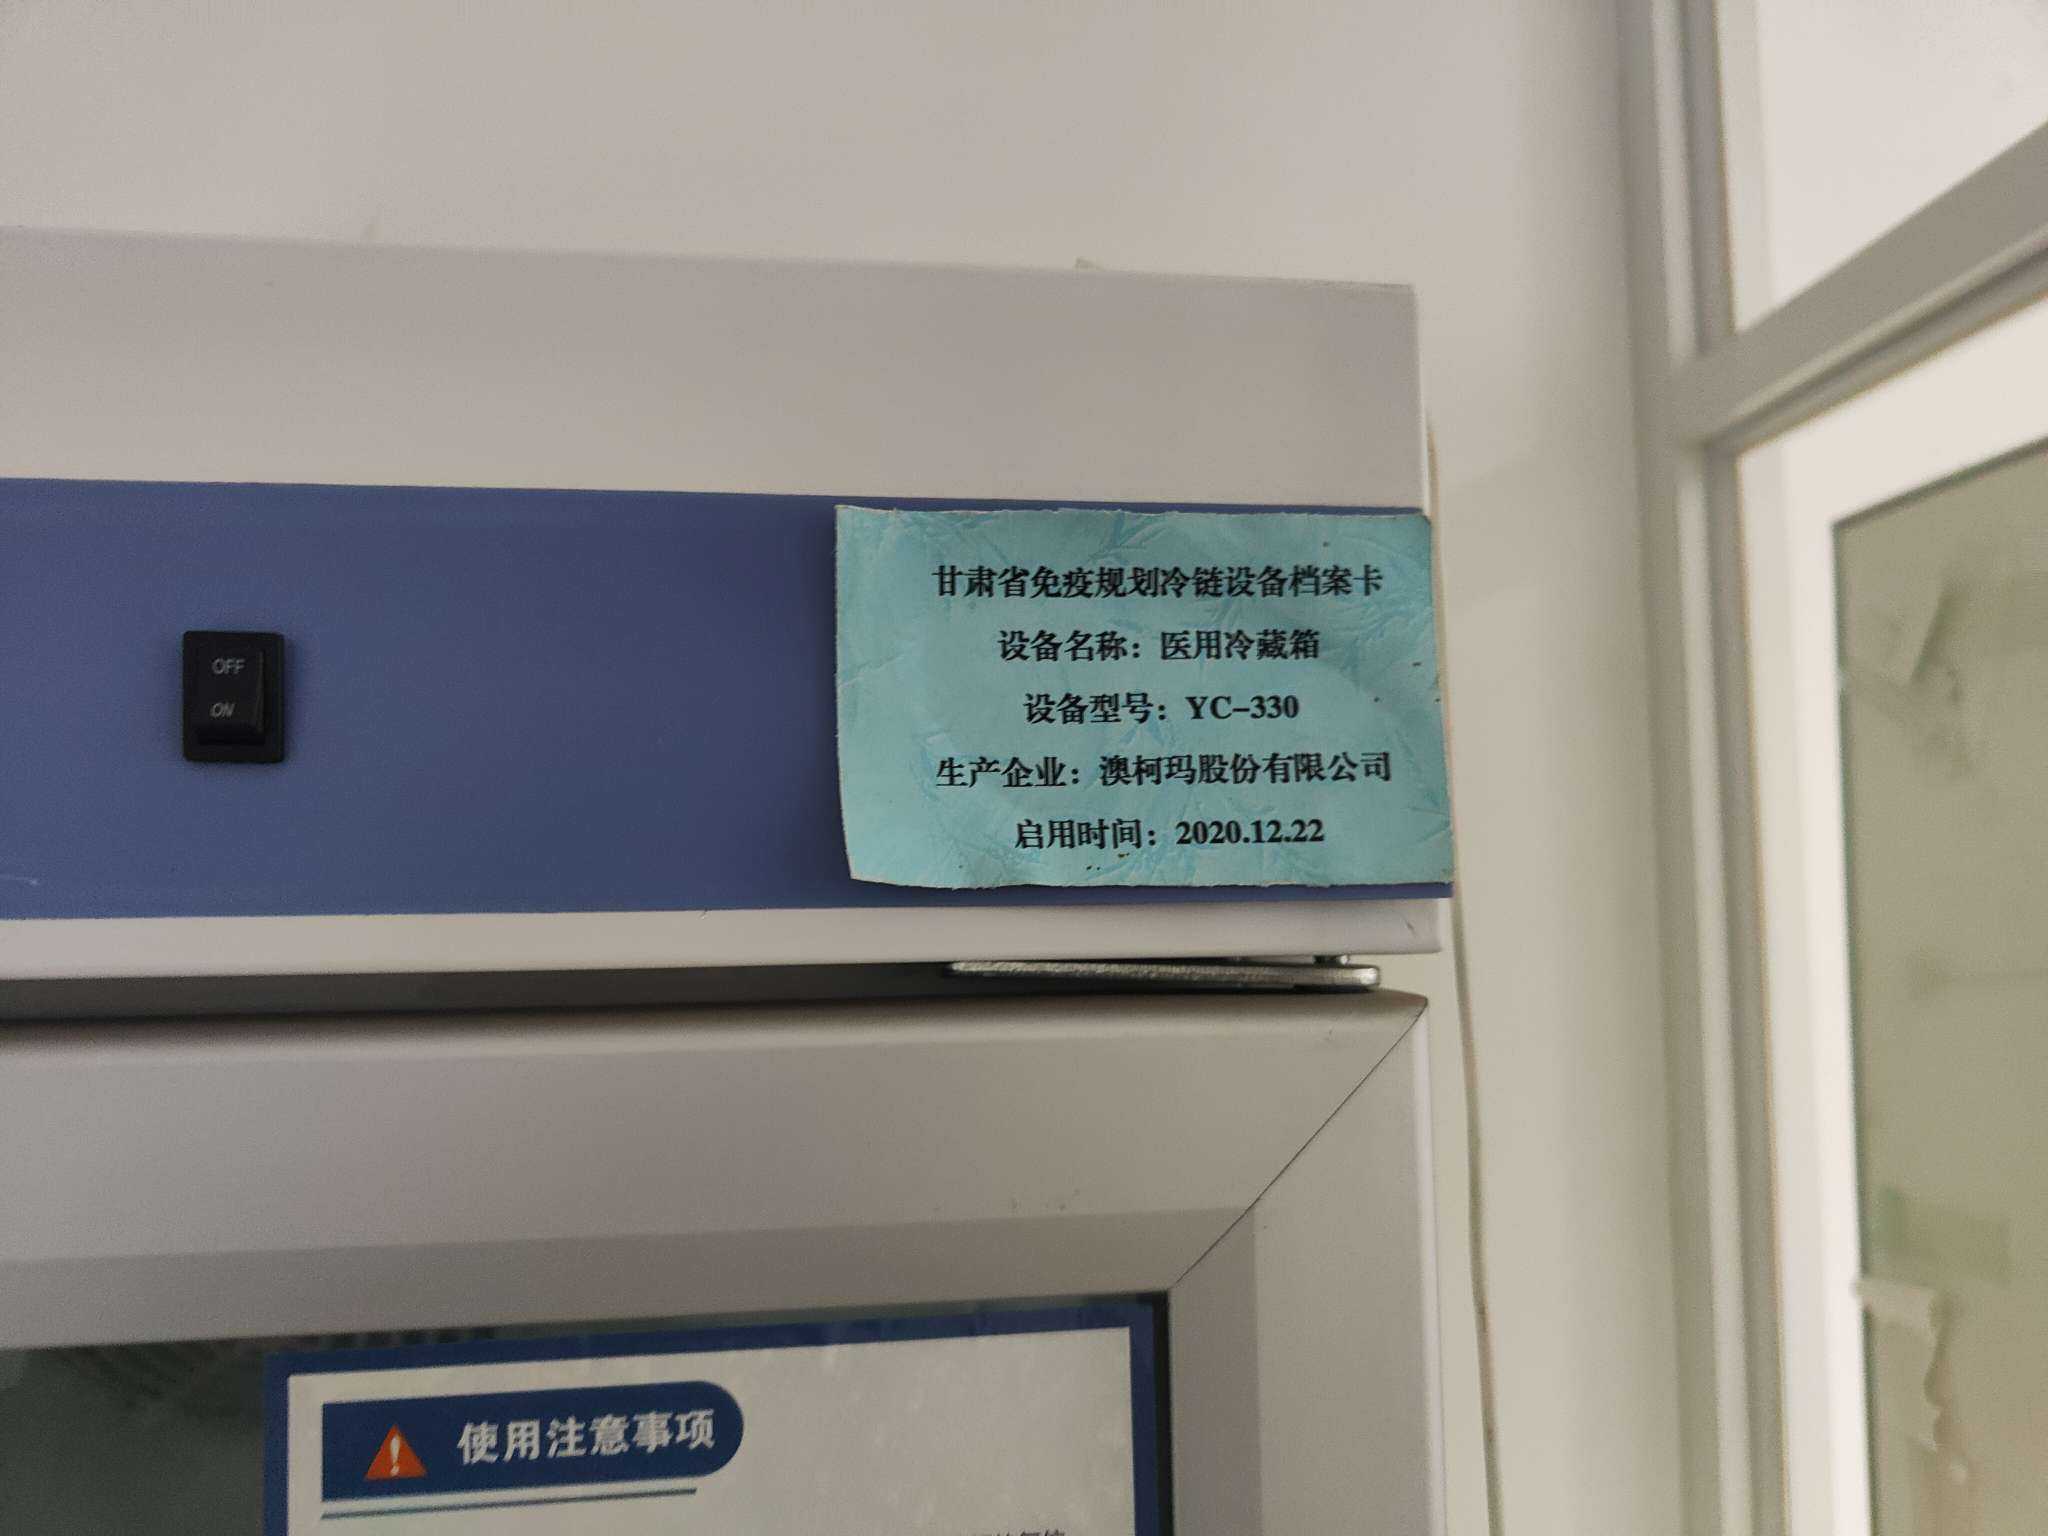 甘肃省免疫规划冷链设备档案卡
设备名称：医用冷藏箱
设备型号：YC-330
生产企业：澳柯玛股份有限公司
启用时间：2020.12.22
OFF
ON
使用注意事项